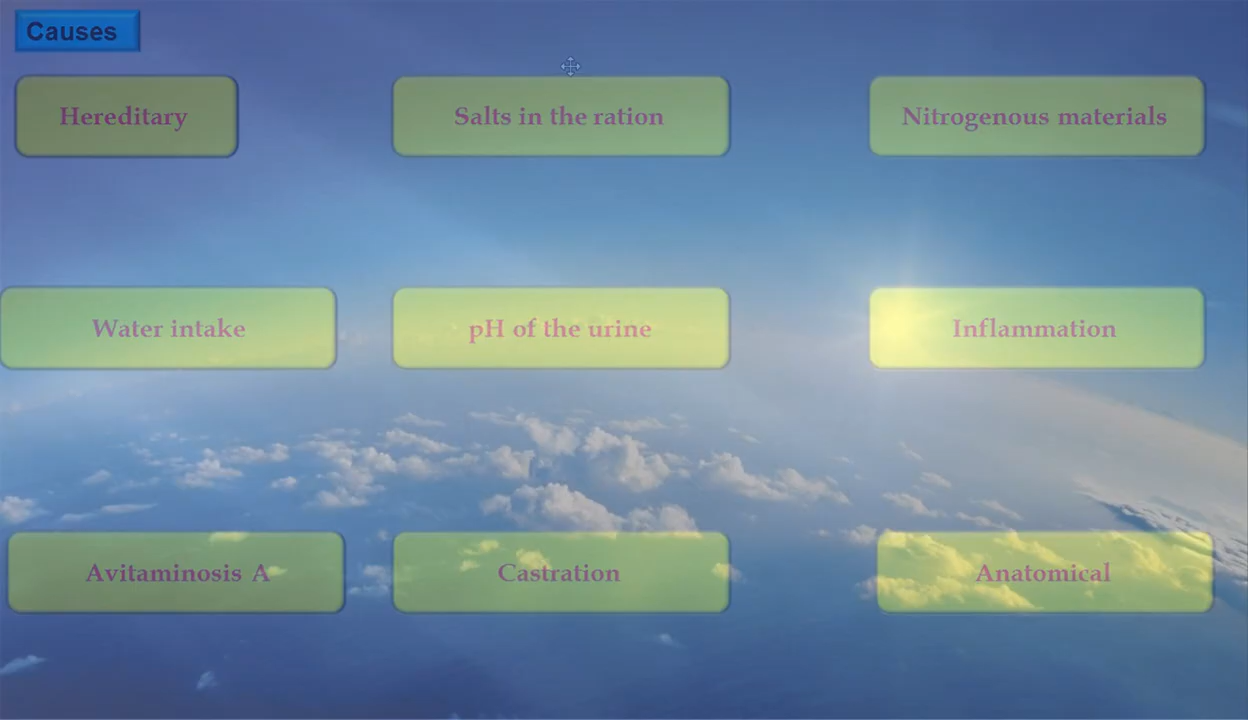 Causes
Hereditary
Salts in the ration
Nitrogenous materials
Water intake
pH of the urine
Inflammation
Avitaminosis A
Castration
Anatomical